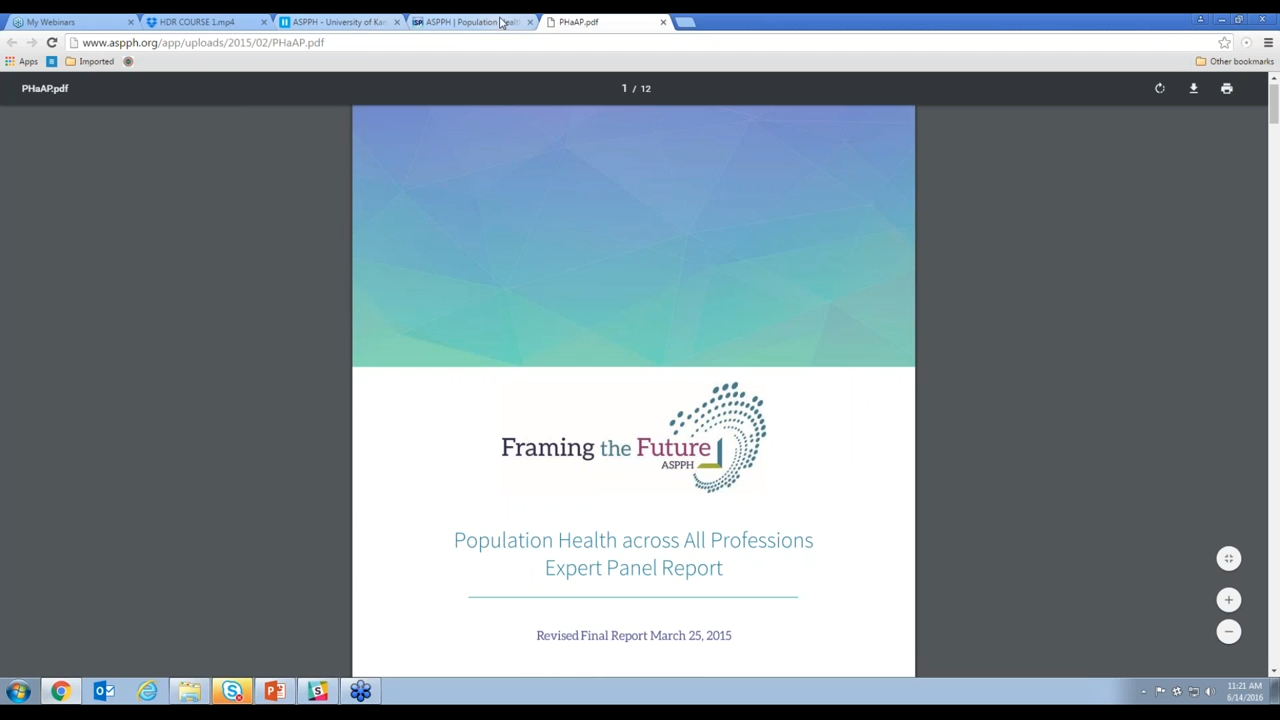 My Webinars
HDR COURSE 1.mp4
ASPPH - University of Kan
ASPPH | Population Healt
PHaAP.pdf
www.aspph.org/app/uploads/2015/02/PHaAP.pdf
Apps
Imported
Other bookmarks
PHaAP.pdf
1 / 12
Framing the Future
ASPPH
Population Health across All Professions
Expert Panel Report
Revised Final Report March 25, 2015
11:21 AM
6/14/2016